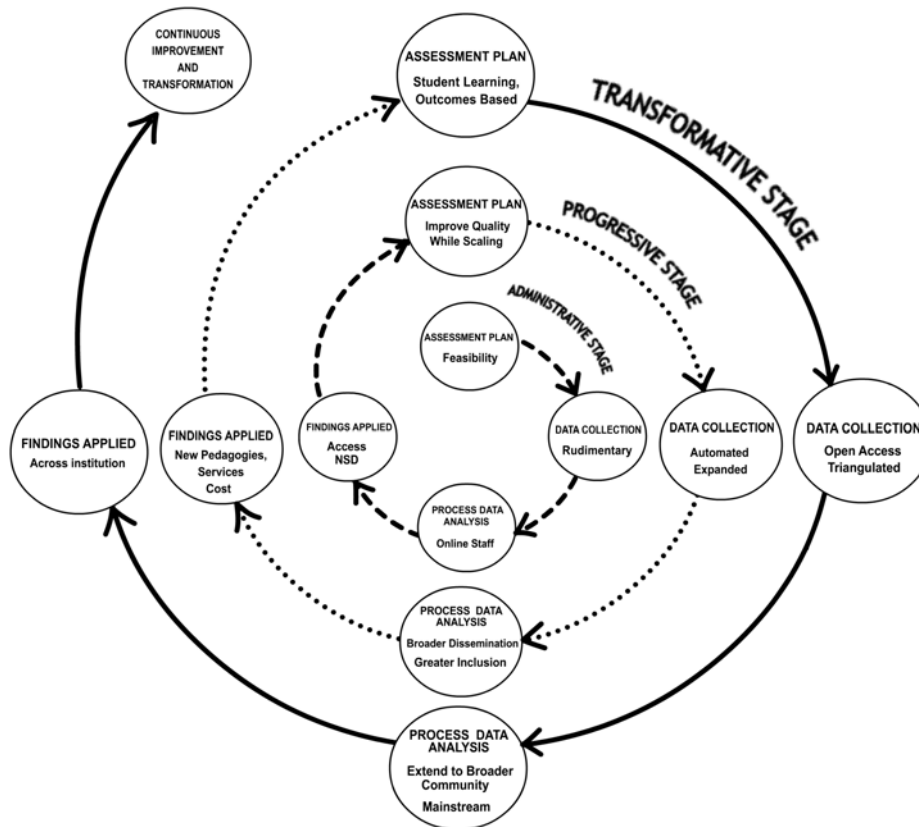 CONTINUOUS
IMPROVEMENT
AND
TRANSFORMATION
ASSESSMENT PLAN
Student Learning,
Outcomes Based
TRANSFORMATIVE STAGE
ASSESSMENT PLAN
Improve Quality
While Scaling
PROGRESSIVE STAGE
ASSESSMENT PLAN
Feasibility
ADMINISTRATIVE STAGE
FINDINGS APPLIED
Across institution
FINDINGS APPLIED
New Pedagogies,
Services
Cost
FINDINGS APPLIED
Access
NSD
DATA COLLECTION
Rudimentary
DATA COLLECTION
Automated
Expanded
DATA COLLECTION
Open Access
Triangulated
PROCESS DATA
ANALYSIS
Online Staff
PROCESS DATA
ANALYSIS
Broader Dissemination
Greater Inclusion
PROCESS DATA
ANALYSIS
Extend to Broader
Community
Mainstream